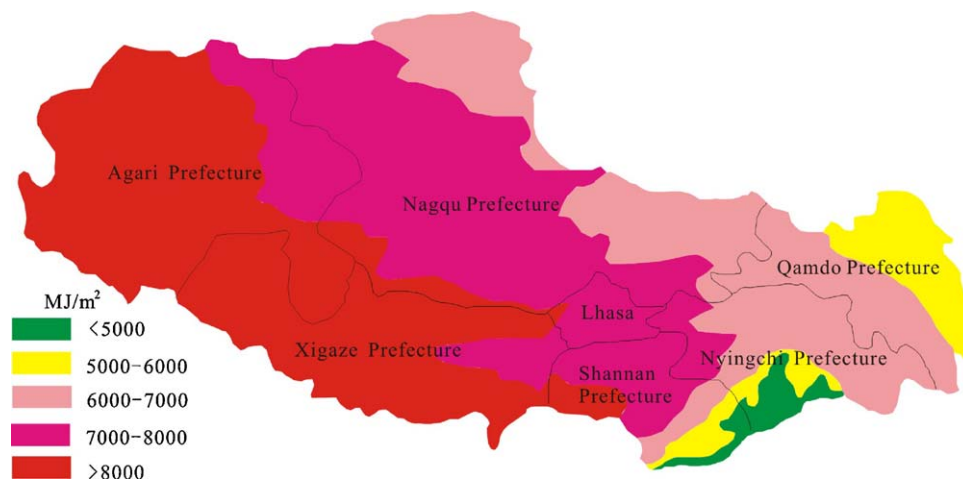 Agari Prefecture
Nagqu Prefecture
Qamdo Prefecture
Lhasa
Xigaze Prefecture
Nyingchi Prefecture
Shannan
Prefecture
MJ/m²
<5000
5000-6000
6000-7000
7000-8000
>8000